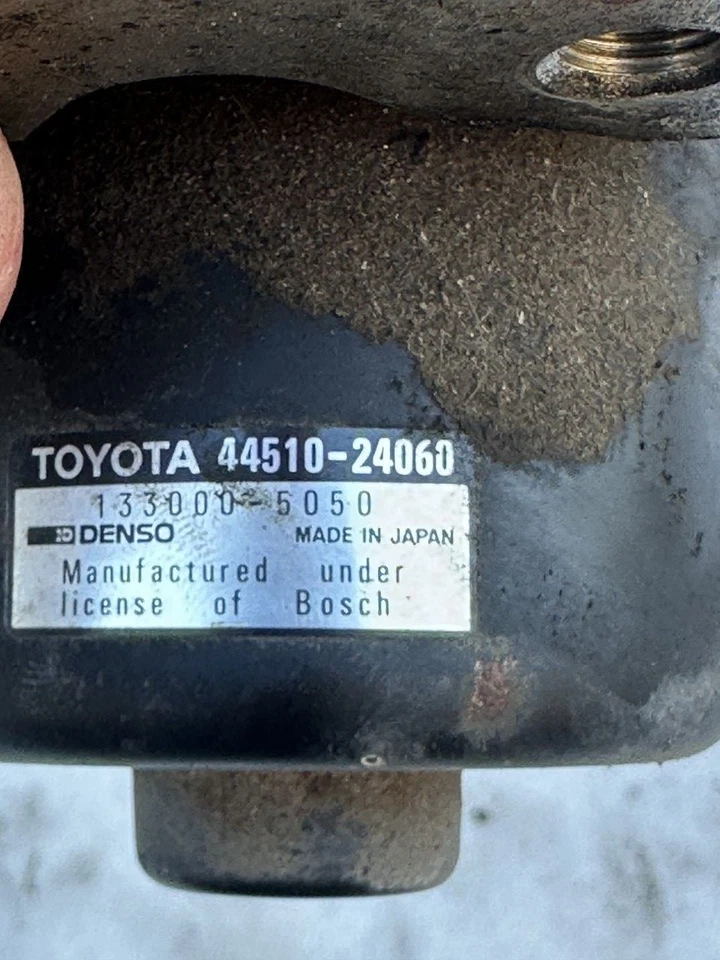 TOYOTA 44510-24060
133000-5050
DENSO MADE IN JAPAN
Manufactured under
license of Bosch